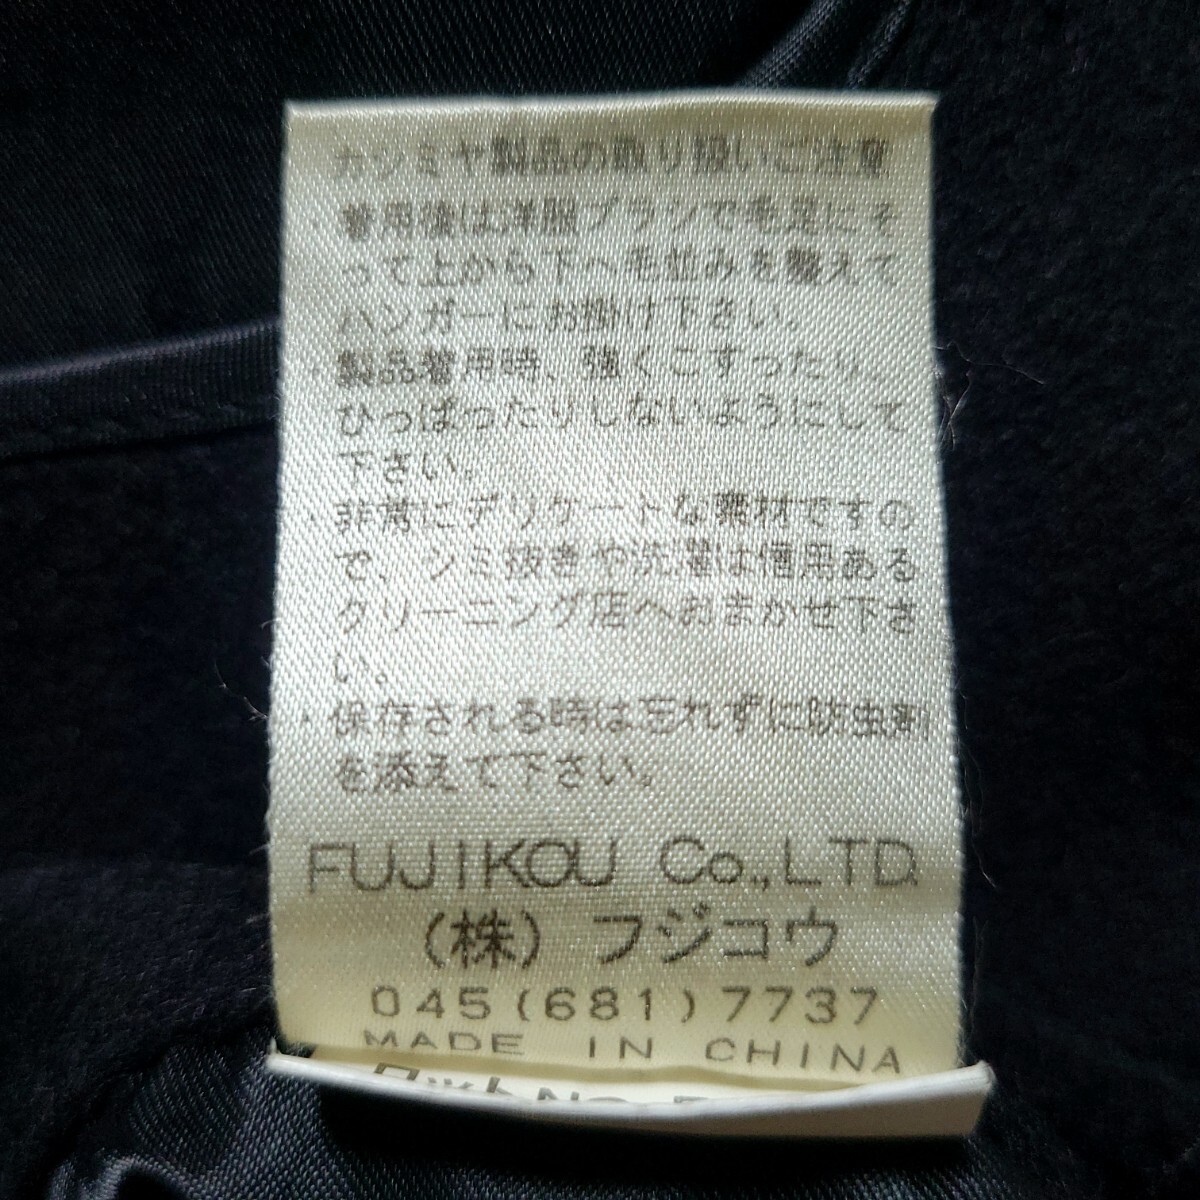 カシミヤ製品の取り扱いご注意
・着用後は洋服ブラシで毛足にそ
って上から下へ毛並みを整えて
ハンガーにお掛け下さい。
・製品着用時、強くこすったり、
ひっぱったりしないようにして
下さい。
・非常にデリケートな素材ですの
で、シミ抜きや洗濯は信用ある
クリーニング店へおまかせ下さ
い。
・保存される時は忘れずに防虫剤
を添えて下さい。
FUJIKOU Co.,LTD.
(株) フジコウ
045(681)7737
MADE IN CHINA
ロットNo.